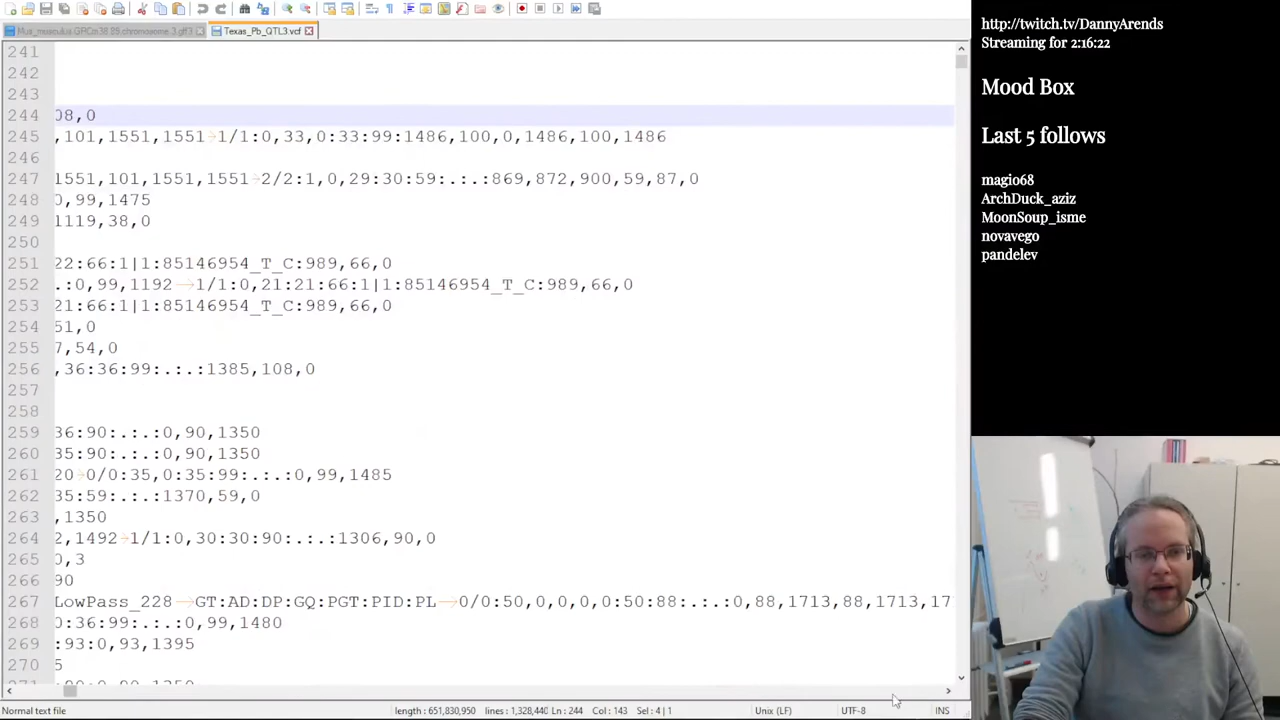 Mus_musculus.GRCm38.89.chromosome.3.gff3
Texas_Pb_QTL3.vcf
241
242
243
244 08,0
245 ,101,1551,1551→1/1:0,33,0:33:99:1486,100,0,1486,100,1486
246
247 1551,101,1551,1551→2/2:1,0,29:30:59:.:.:869,872,900,59,87,0
248 0,99,1475
249 1119,38,0
250
251 22:66:1|1:85146954_T_C:989,66,0
252 .:0,99,1192→1/1:0,21:21:66:1|1:85146954_T_C:989,66,0
253 21:66:1|1:85146954_T_C:989,66,0
254 51,0
255 7,54,0
256 ,36:36:99:.:.:1385,108,0
257
258
259 36:90:.:.:0,90,1350
260 35:90:.:.:0,90,1350
261 20→0/0:35,0:35:99:.:.:0,99,1485
262 35:59:.:.:1370,59,0
263 ,1350
264 2,1492→1/1:0,30:30:90:.:.:1306,90,0
265 0,3
266 90
267 LowPass_228→GT:AD:DP:GQ:PGT:PID:PL→0/0:50,0,0,0,0:50:88:.:.:0,88,1713,88,1713,17
268 0:36:99:.:.:0,99,1480
269 :93:0,93,1395
270 5
Normal text file
length : 651,830,950 lines : 1,328,440
Ln : 244 Col : 143 Sel : 4 | 1
Unix (LF)
UTF-8
INS
http://twitch.tv/DannyArends
Streaming for 2:16:22
Mood Box
Last 5 follows
magio68
ArchDuck_aziz
MoonSoup_isme
novavego
pandelev